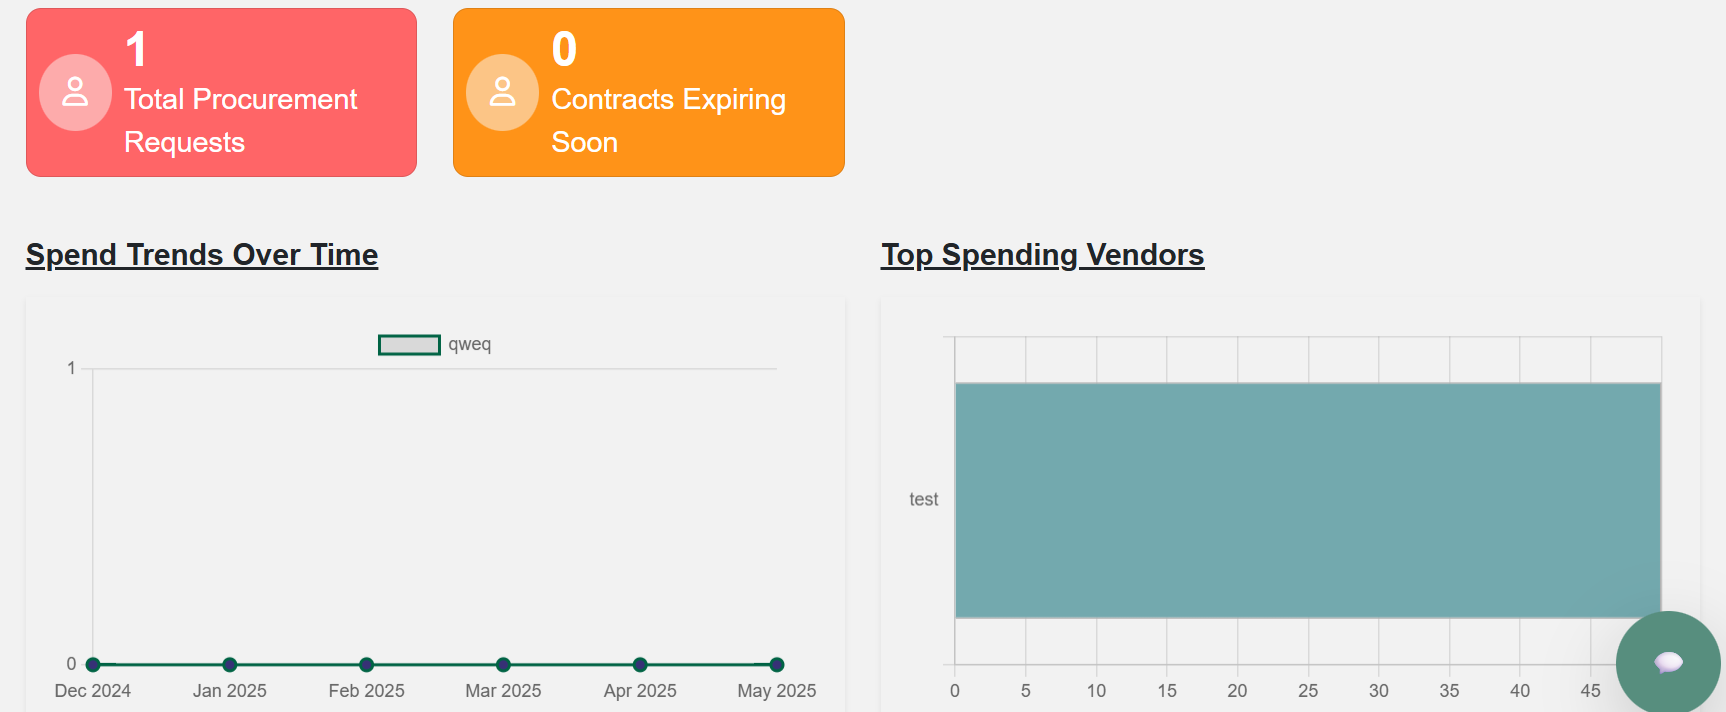 1
Total Procurement
Requests
0
Contracts Expiring
Soon
Spend Trends Over Time
Top Spending Vendors
qweq
1
0
Dec 2024 Jan 2025 Feb 2025 Mar 2025 Apr 2025 May 2025
test
0 5 10 15 20 25 30 35 40 45